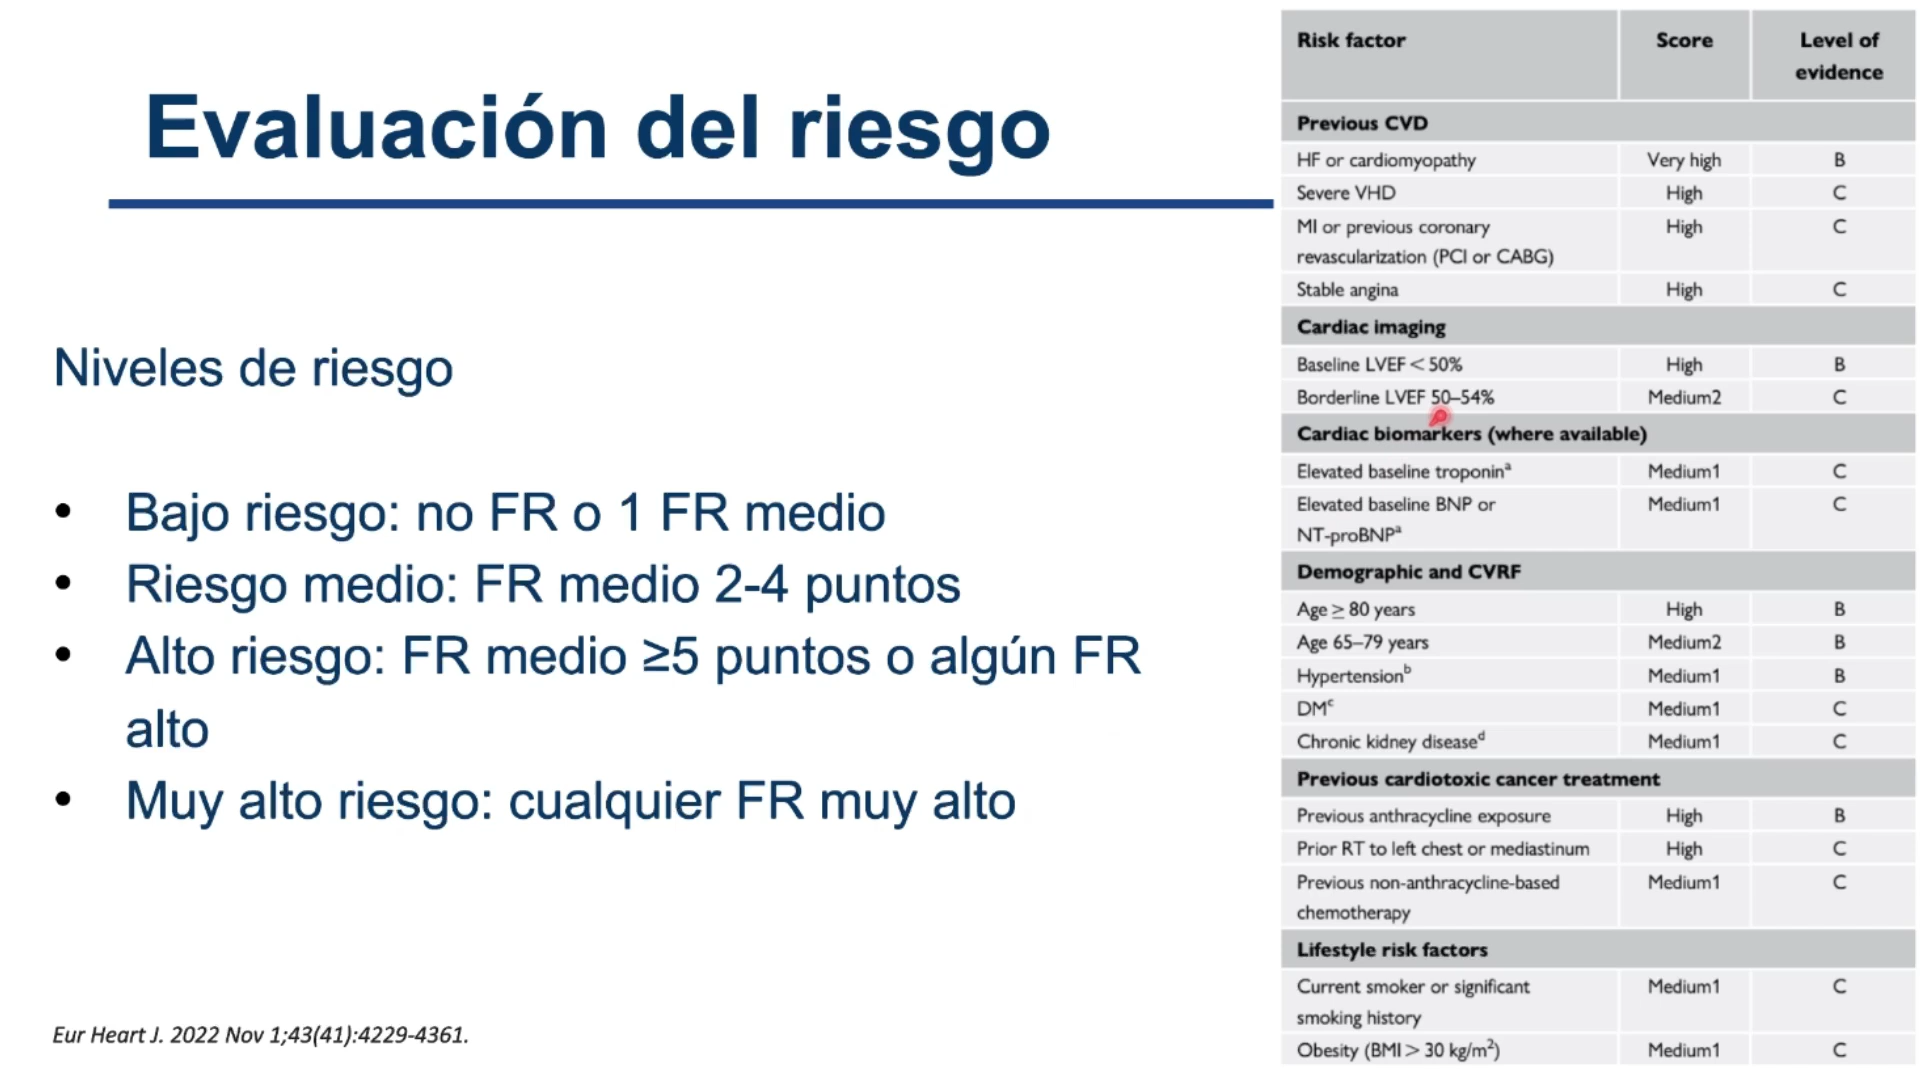 Evaluación del riesgo
Niveles de riesgo
• Bajo riesgo: no FR o 1 FR medio
• Riesgo medio: FR medio 2-4 puntos
• Alto riesgo: FR medio ≥5 puntos o algún FR
alto
• Muy alto riesgo: cualquier FR muy alto
Eur Heart J. 2022 Nov 1;43(41):4229-4361.
Risk factor Score Level of
evidence
Previous CVD
HF or cardiomyopathy Very high B
Severe VHD High C
MI or previous coronary High C
revascularization (PCI or CABG)
Stable angina High C
Cardiac imaging
Baseline LVEF < 50% High B
Borderline LVEF 50–54% Medium2 C
Cardiac biomarkers (where available)
Elevated baseline troponinᵃ Medium1 C
Elevated baseline BNP or Medium1 C
NT-proBNPᵃ
Demographic and CVRF
Age ≥ 80 years High B
Age 65–79 years Medium2 B
Hypertensionᵇ Medium1 B
DMᶜ Medium1 C
Chronic kidney diseaseᵈ Medium1 C
Previous cardiotoxic cancer treatment
Previous anthracycline exposure High B
Prior RT to left chest or mediastinum High C
Previous non-anthracycline-based Medium1 C
chemotherapy
Lifestyle risk factors
Current smoker or significant Medium1 C
smoking history
Obesity (BMI > 30 kg/m²) Medium1 C